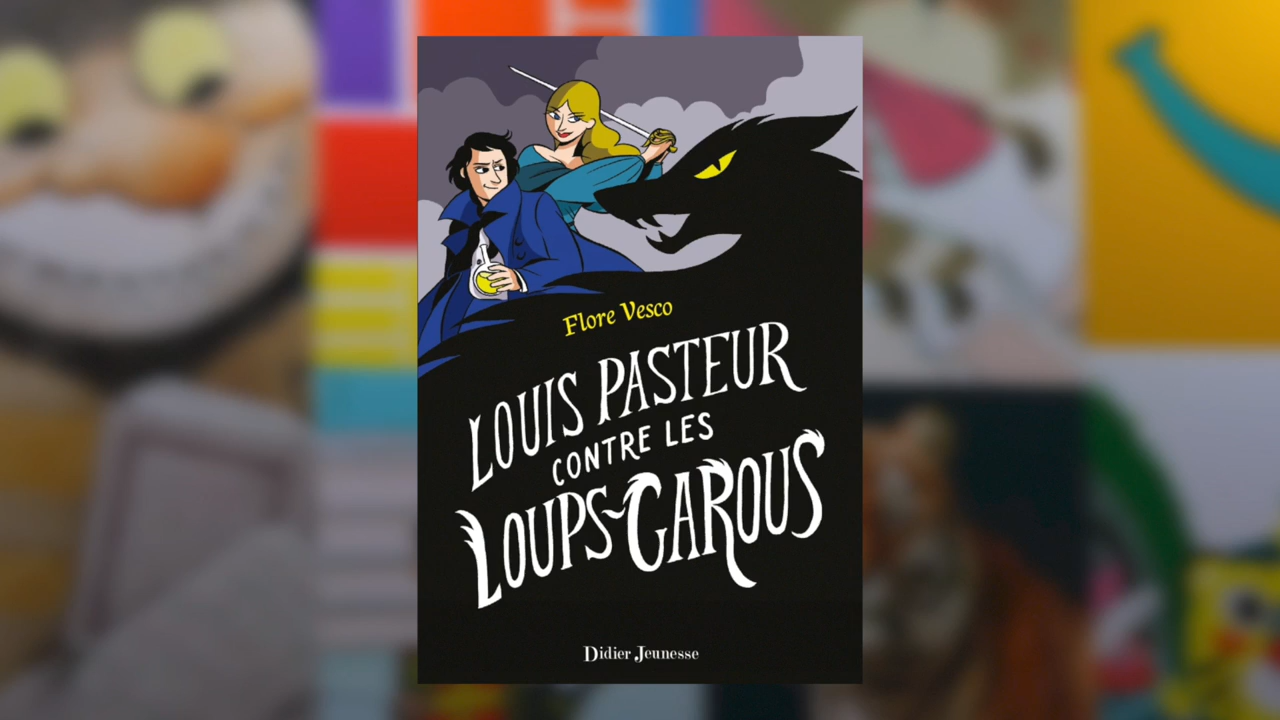 Flore Vesco
LOUIS PASTEUR
CONTRE LES
LOUPS-GAROUS
Didier Jeunesse